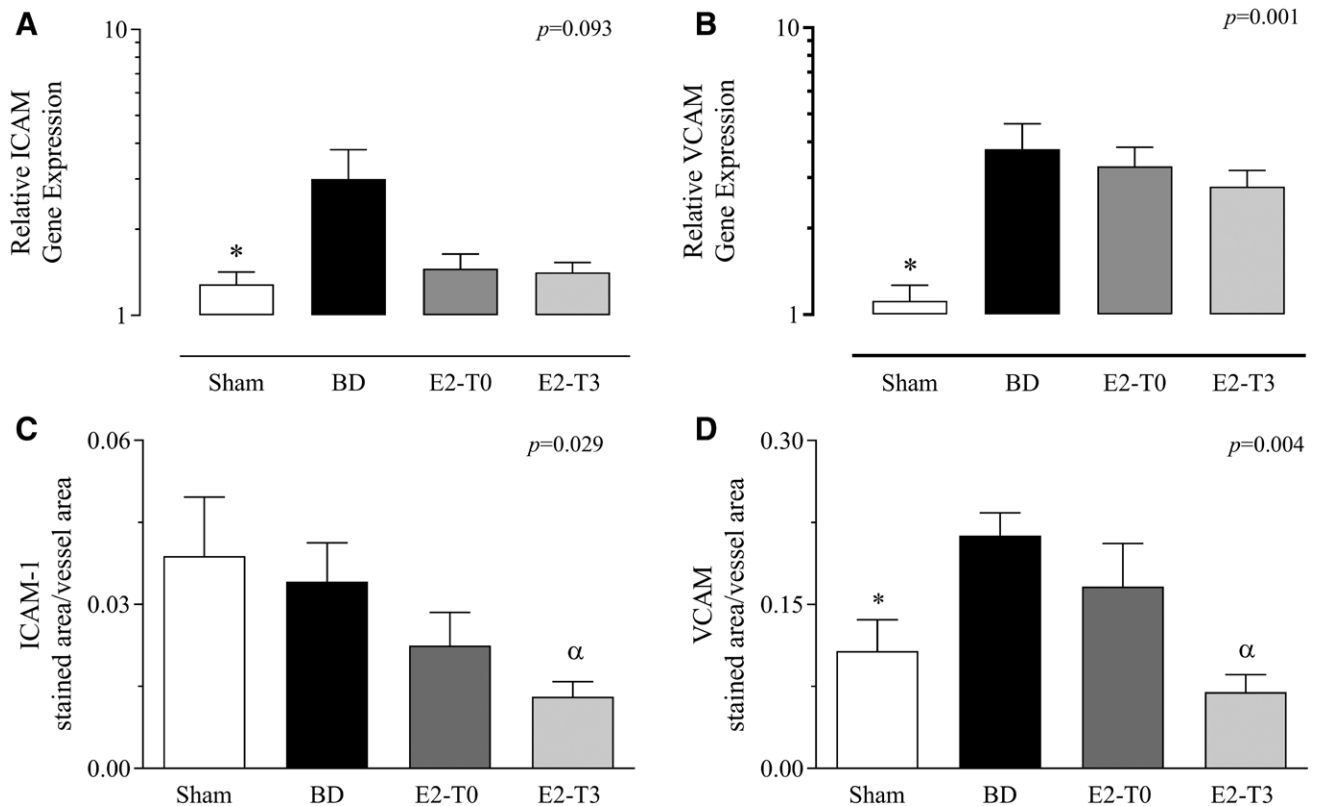 A
p=0.093
Relative ICAM
Gene Expression
10
1
*
Sham BD E2-T0 E2-T3
B
p=0.001
Relative VCAM
Gene Expression
10
1
*
Sham BD E2-T0 E2-T3
C
p=0.029
ICAM-1
stained area/vessel area
0.06
0.03
0.00
α
Sham BD E2-T0 E2-T3
D
p=0.004
VCAM
stained area/vessel area
0.30
0.15
0.00
*
α
Sham BD E2-T0 E2-T3